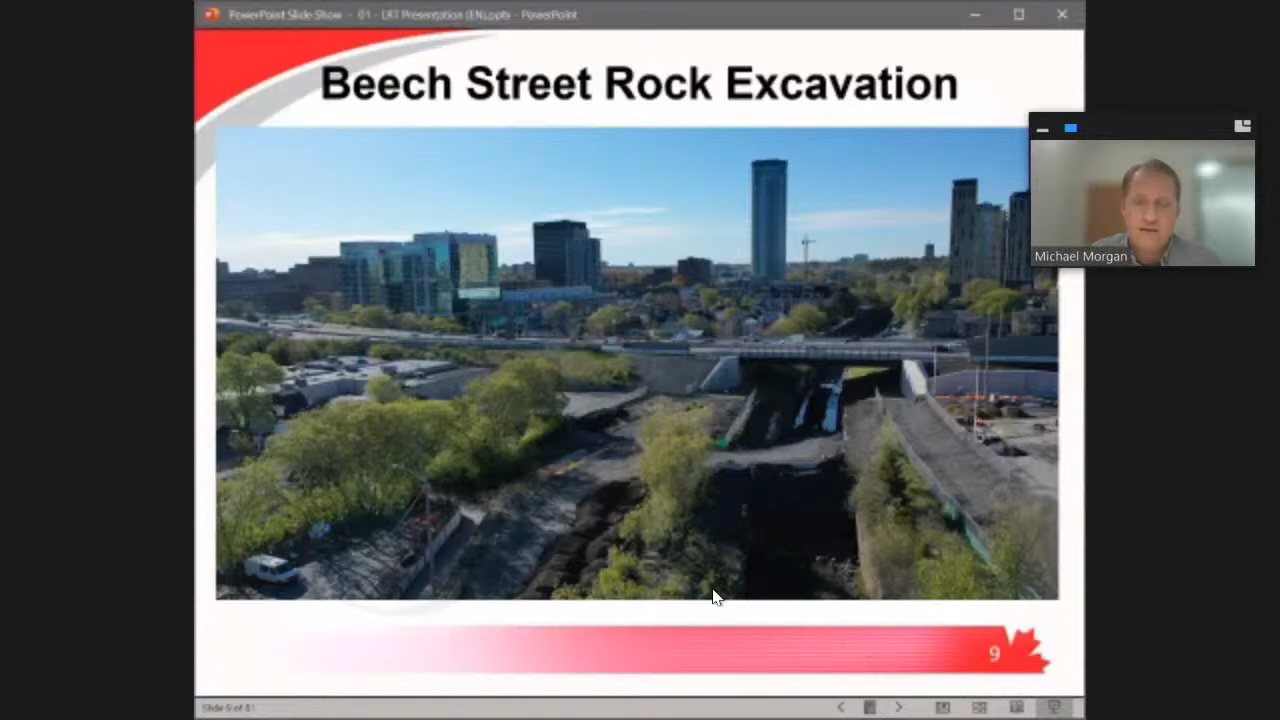 PowerPoint Slide Show - 01 - LRT Presentation (EN).pptx - PowerPoint
Beech Street Rock Excavation
Michael Morgan
9
Slide 9 of 81